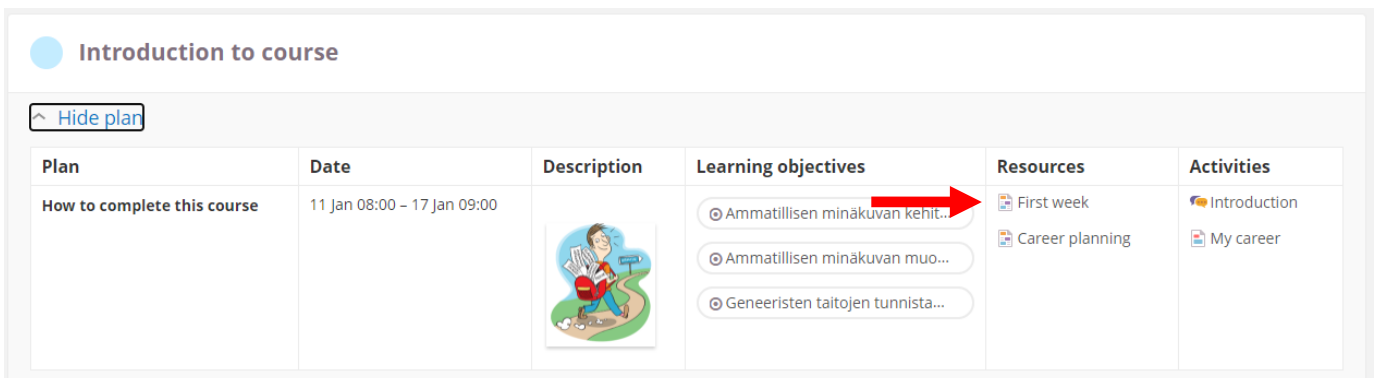 Introduction to course
Hide plan
Plan Date Description Learning objectives Resources Activities
How to complete this course 11 Jan 08:00 – 17 Jan 09:00 Ammatillisen minäkuvan kehit... First week Introduction
Ammatillisen minäkuvan muo... Career planning My career
Geneeristen taitojen tunnista...